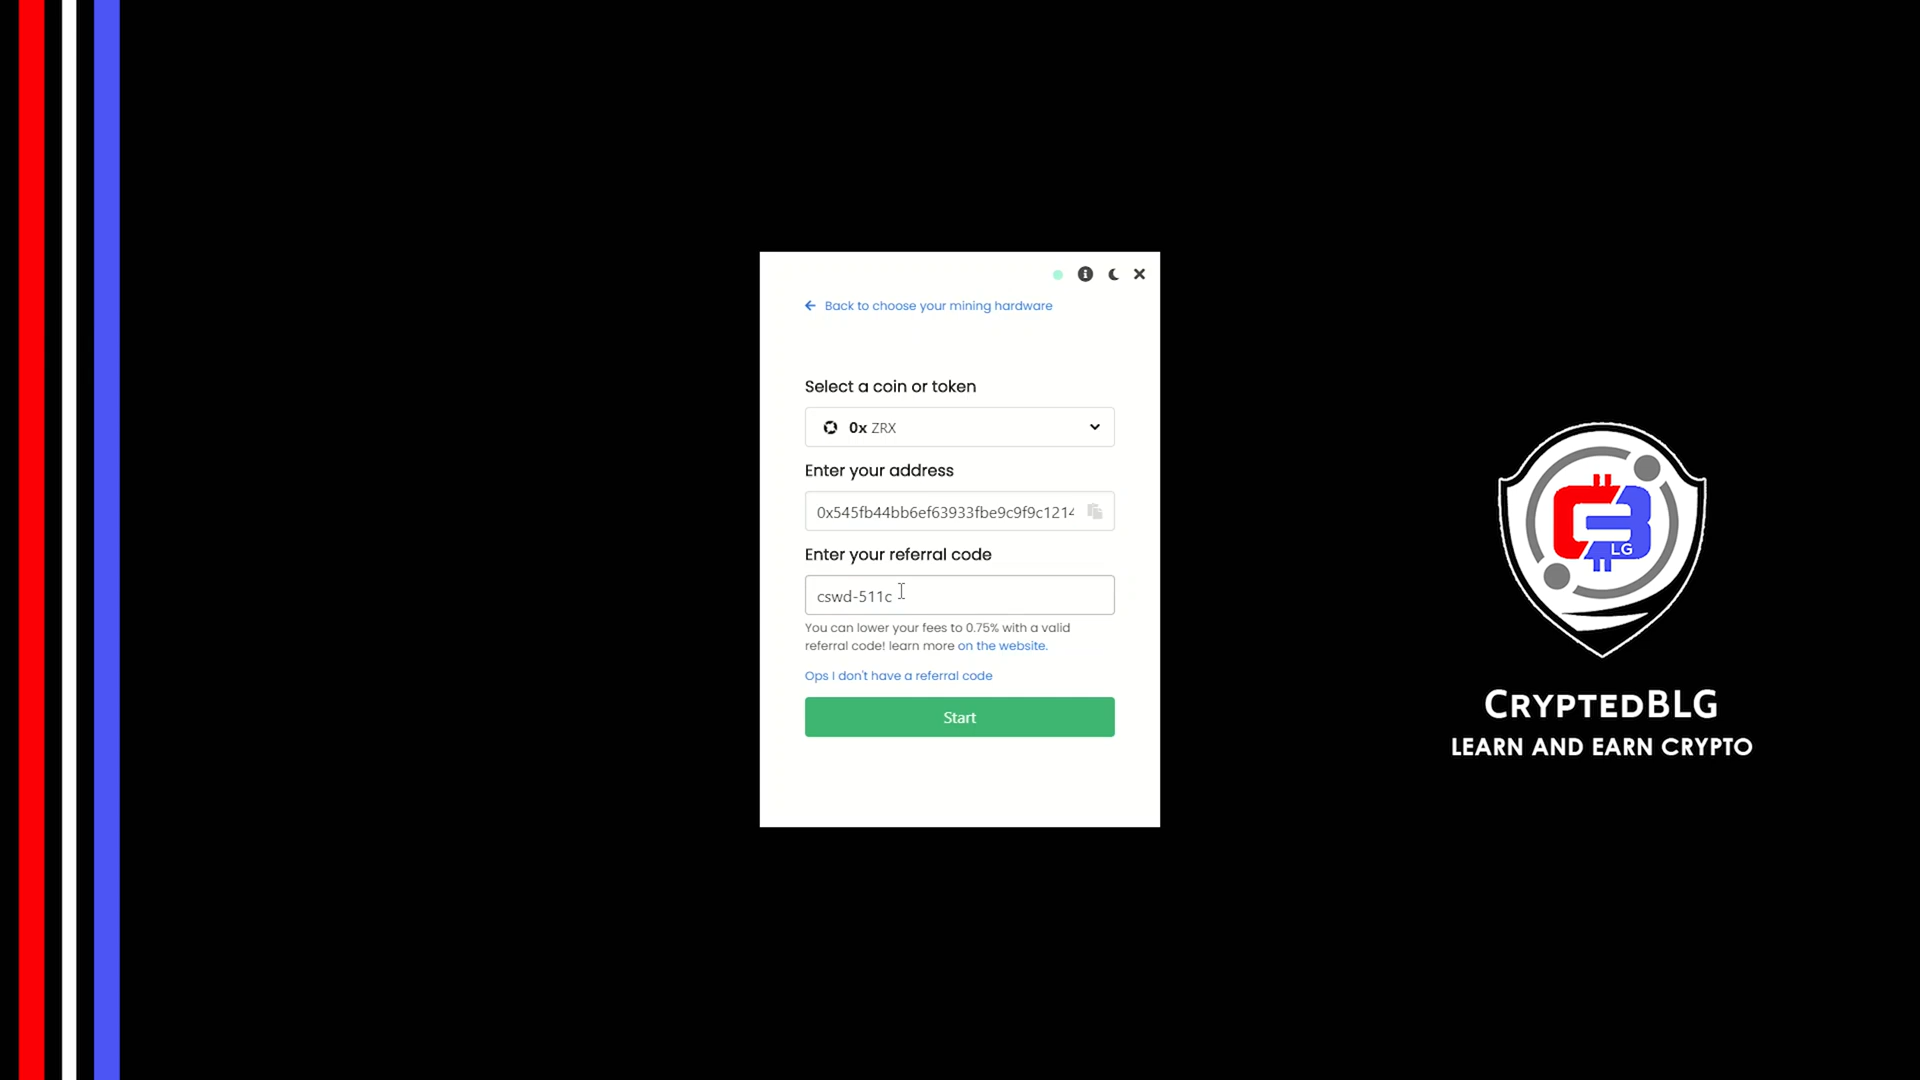 Back to choose your mining hardware
Select a coin or token
0x ZRX
Enter your address
0x545fb44bb6ef63933fbe9c9f9c1214
Enter your referral code
cswd-511c
You can lower your fees to 0.75% with a valid
referral code! learn more on the website.
Ops I don't have a referral code
Start
LG
CRYPTEDBLG
LEARN AND EARN CRYPTO